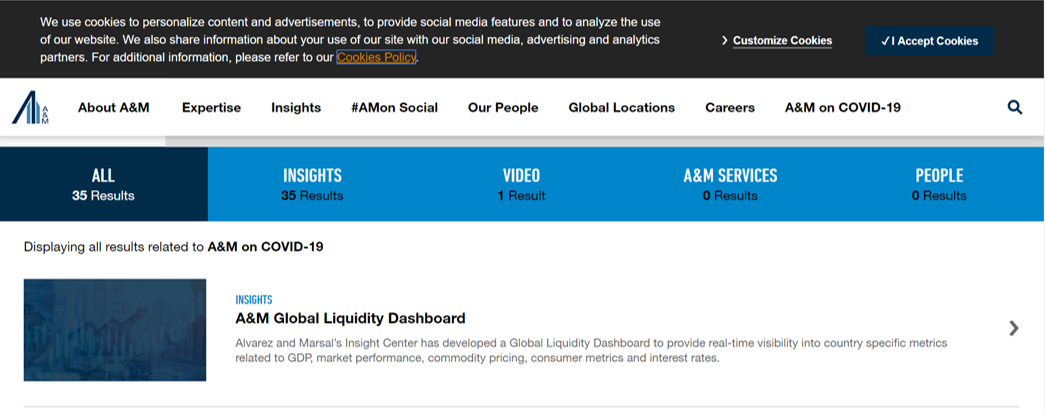 We use cookies to personalize content and advertisements, to provide social media features and to analyze the use
of our website. We also share information about your use of our site with our social media, advertising and analytics
partners. For additional information, please refer to our Cookies Policy.
Customize Cookies
✓I Accept Cookies
A&M
About A&M Expertise Insights #AMon Social Our People Global Locations Careers A&M on COVID-19
ALL INSIGHTS VIDEO A&M SERVICES PEOPLE
35 Results 35 Results 1 Result 0 Results 0 Results
Displaying all results related to A&M on COVID-19
INSIGHTS
A&M Global Liquidity Dashboard
Alvarez and Marsal's Insight Center has developed a Global Liquidity Dashboard to provide real-time visibility into country specific metrics
related to GDP, market performance, commodity pricing, consumer metrics and interest rates.